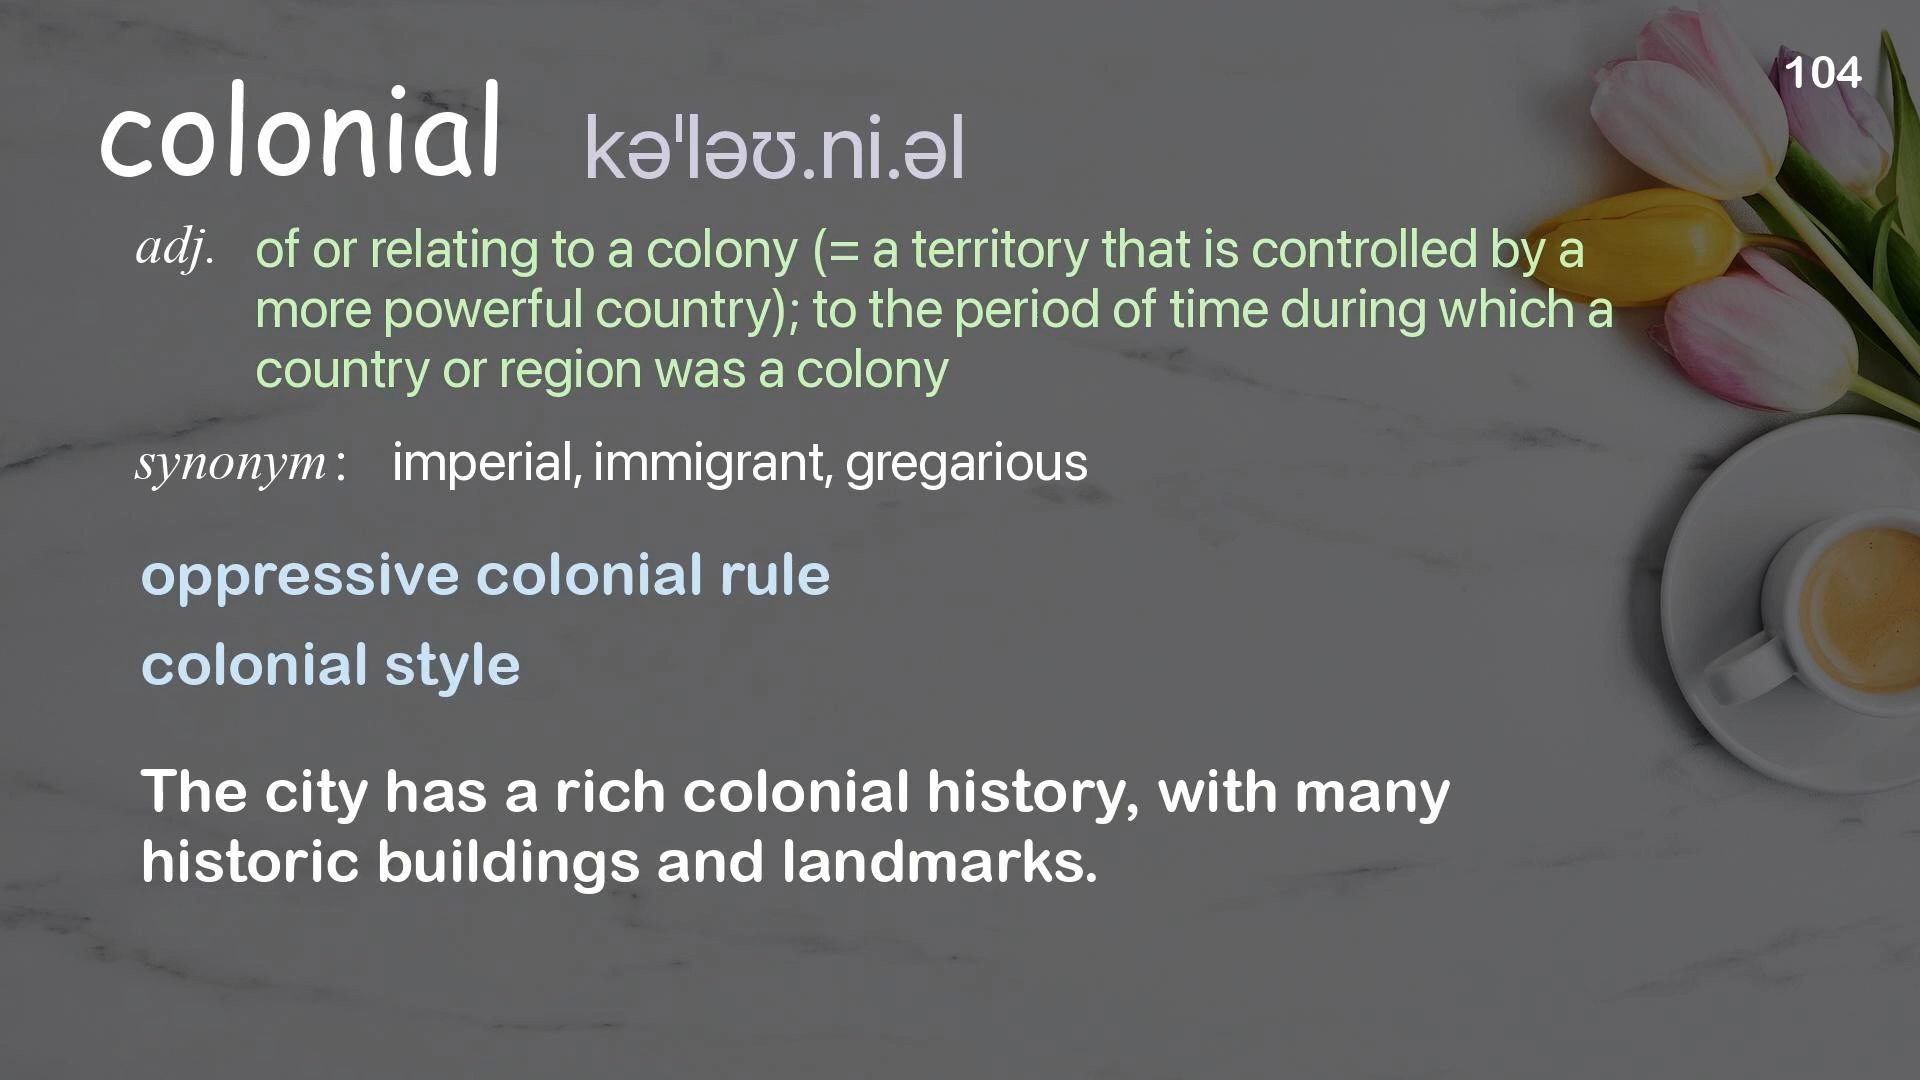 104
colonial kəˈləʊ.ni.əl
adj. of or relating to a colony (= a territory that is controlled by a
more powerful country); to the period of time during which a
country or region was a colony
synonym: imperial, immigrant, gregarious
oppressive colonial rule
colonial style
The city has a rich colonial history, with many
historic buildings and landmarks.